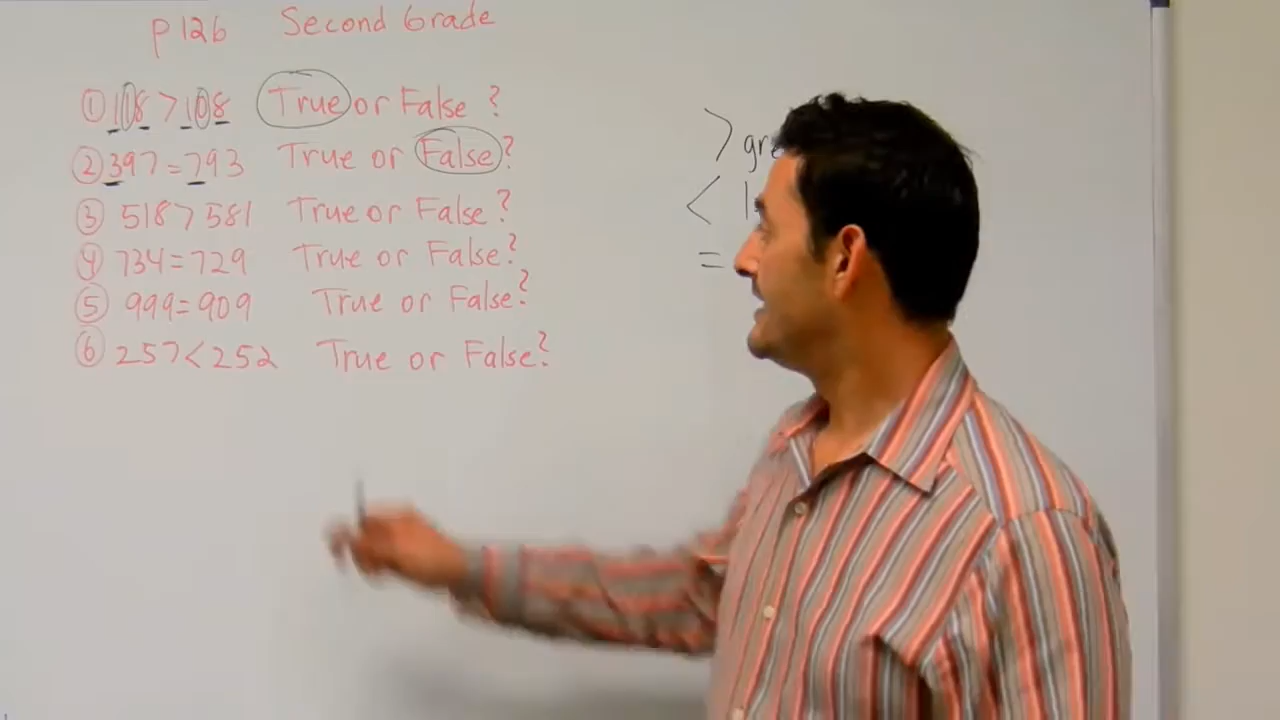 p126 Second Grade
① 108 > 108 True or False ?
② 397 = 793 True or False ?
③ 518 > 581 True or False ?
④ 734 = 729 True or False ?
⑤ 999 = 909 True or False ?
⑥ 257 < 252 True or False ?
>
<
=